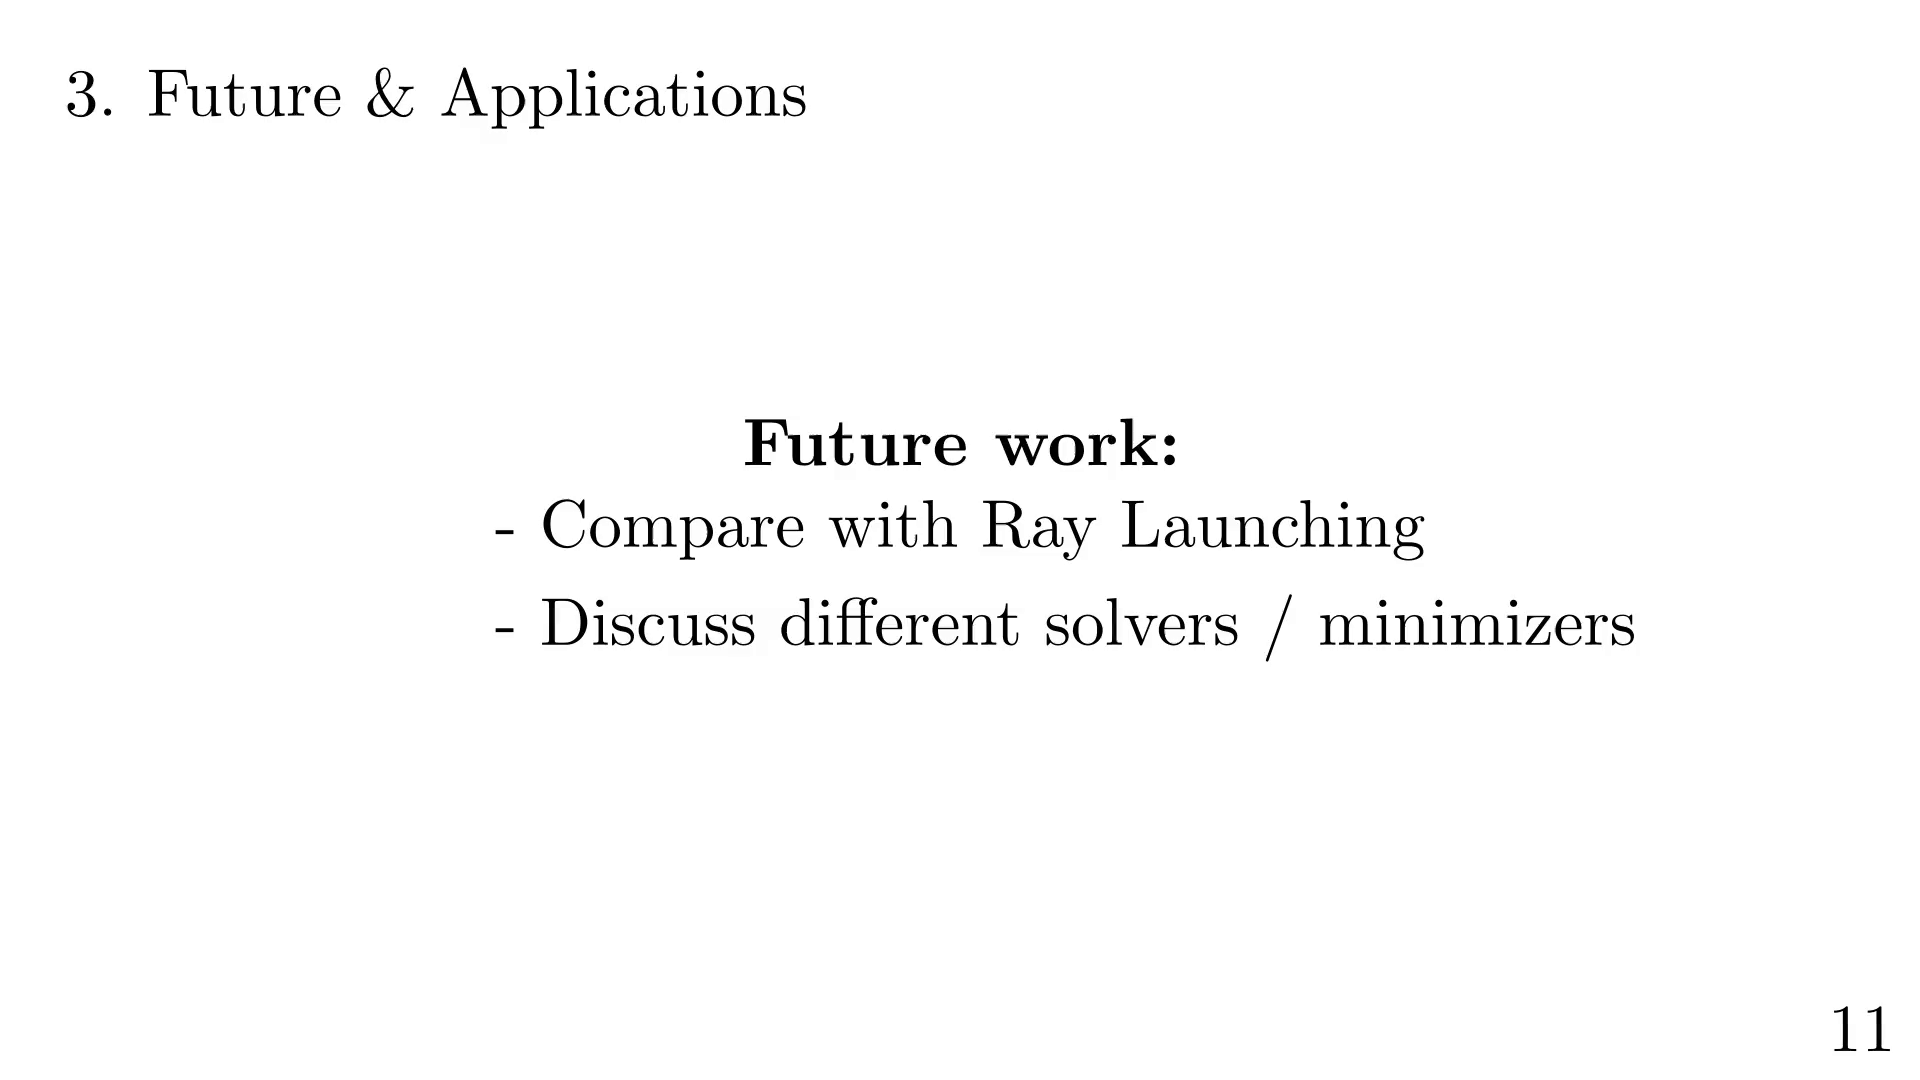 3. Future & Applications
Future work:
- Compare with Ray Launching
- Discuss different solvers / minimizers
11